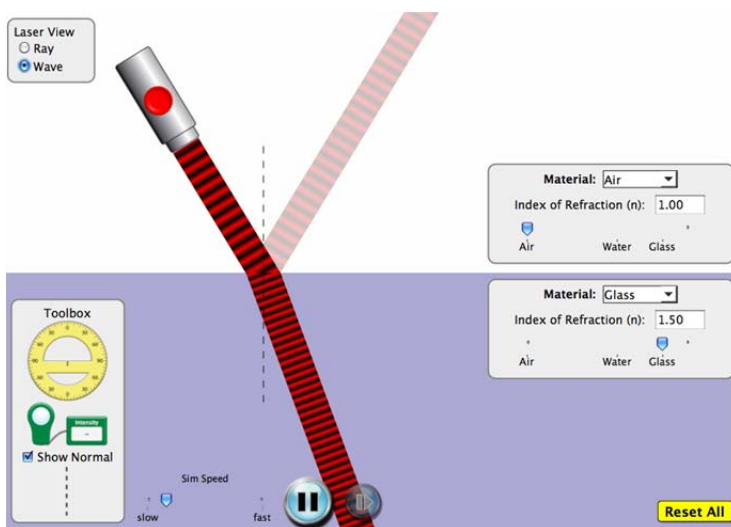 Laser View
Ray
Wave
Material: Air
Index of Refraction (n): 1.00
Air Water Glass
Material: Glass
Index of Refraction (n): 1.50
Air Water Glass
Toolbox
Intensity
-
Show Normal
Sim Speed
slow fast
Reset All